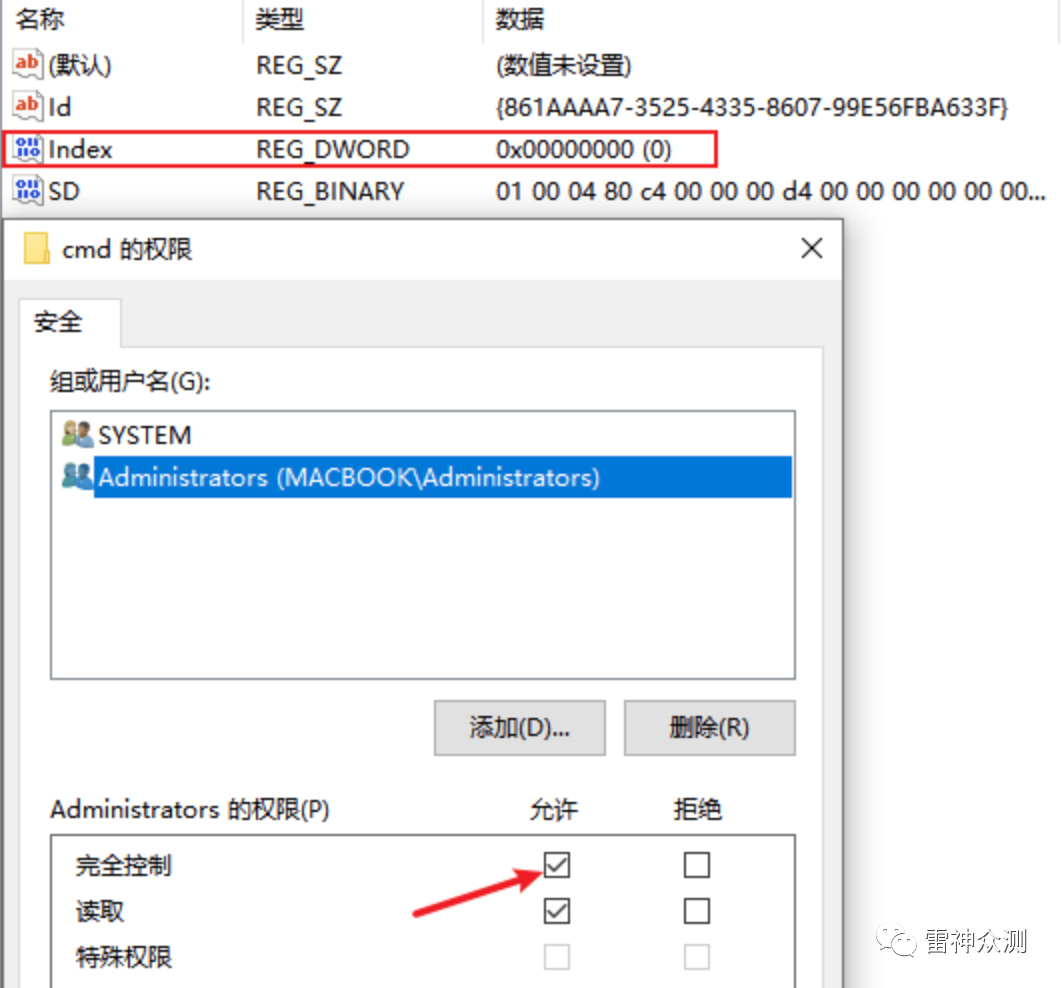 名称 类型 数据
(默认) REG_SZ (数值未设置)
Id REG_SZ {861AAAA7-3525-4335-8607-99E56FBA633F}
Index REG_DWORD 0x00000000 (0)
SD REG_BINARY 01 00 04 80 c4 00 00 00 d4 00 00 00 00 00 00...
cmd 的权限
安全
组或用户名(G):
SYSTEM
Administrators (MACBOOK\Administrators)
添加(D)... 删除(R)
Administrators 的权限(P) 允许 拒绝
完全控制
读取
特殊权限
雷神众测